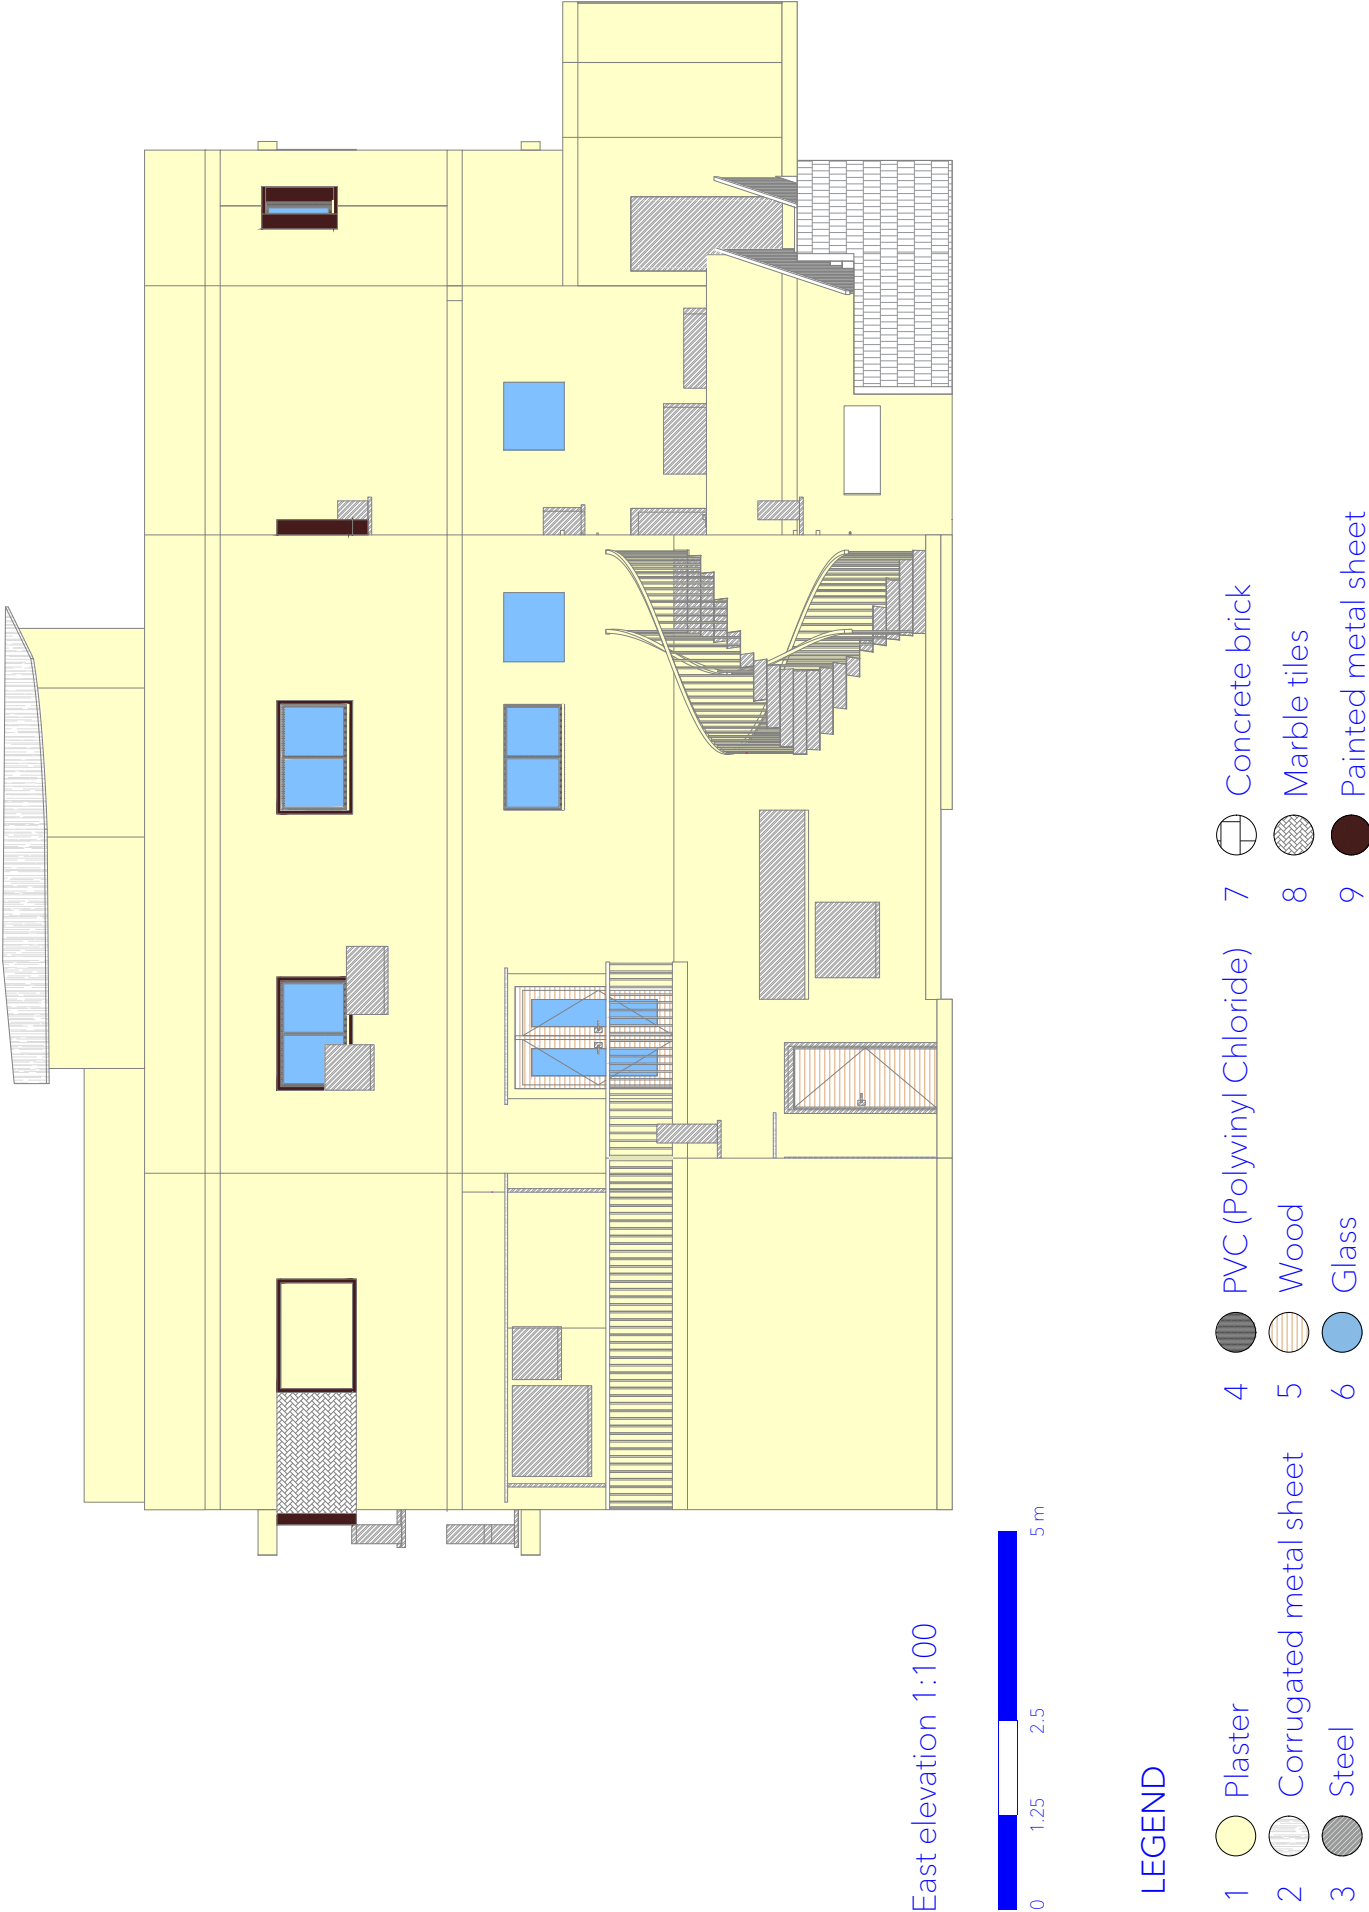 East elevation 1:100
0 1.25 2.5 5 m
LEGEND
1 Plaster
2 Corrugated metal sheet
3 Steel
4 PVC (Polyvinyl Chloride)
5 Wood
6 Glass
7 Concrete brick
8 Marble tiles
9 Painted metal sheet